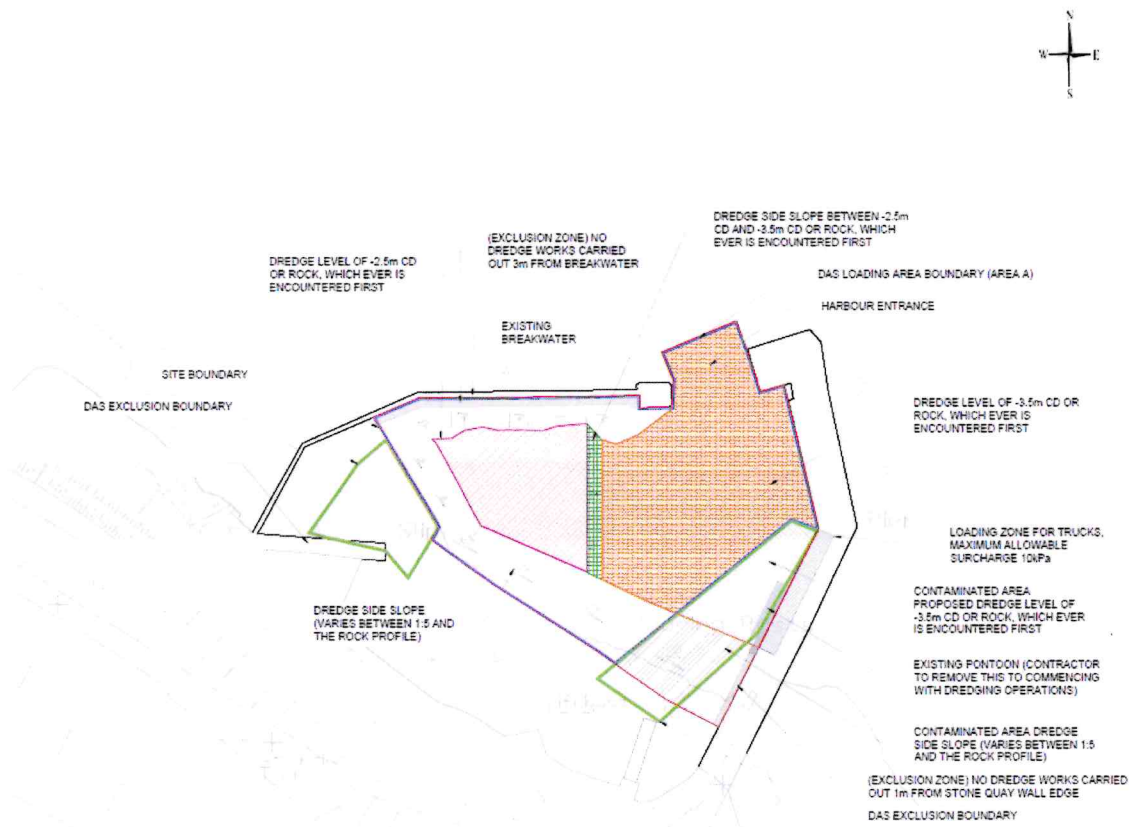 N
W E
S
DREDGE SIDE SLOPE BETWEEN -2.5m
CD AND -3.5m CD OR ROCK, WHICH
EVER IS ENCOUNTERED FIRST
(EXCLUSION ZONE) NO
DREDGE WORKS CARRIED
OUT 3m FROM BREAKWATER
DREDGE LEVEL OF -2.5m CD
OR ROCK, WHICH EVER IS
ENCOUNTERED FIRST
DAS LOADING AREA BOUNDARY (AREA A)
HARBOUR ENTRANCE
EXISTING
BREAKWATER
SITE BOUNDARY
DAS EXCLUSION BOUNDARY
DREDGE LEVEL OF -3.5m CD OR
ROCK, WHICH EVER IS
ENCOUNTERED FIRST
LOADING ZONE FOR TRUCKS,
MAXIMUM ALLOWABLE
SURCHARGE 10kPa
CONTAMINATED AREA
PROPOSED DREDGE LEVEL OF
-3.5m CD OR ROCK, WHICH EVER
IS ENCOUNTERED FIRST
DREDGE SIDE SLOPE
(VARIES BETWEEN 1:5 AND
THE ROCK PROFILE)
EXISTING PONTOON (CONTRACTOR
TO REMOVE THIS TO COMMENCING
WITH DREDGING OPERATIONS)
CONTAMINATED AREA DREDGE
SIDE SLOPE (VARIES BETWEEN 1:5
AND THE ROCK PROFILE)
(EXCLUSION ZONE) NO DREDGE WORKS CARRIED
OUT 1m FROM STONE QUAY WALL EDGE
DAS EXCLUSION BOUNDARY